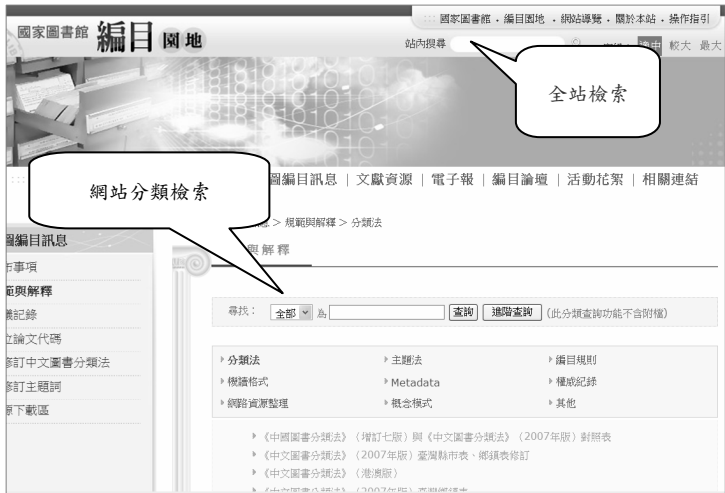 國家圖書館・編目園地・網站導覽・關於本站・操作指引
國家圖書館 編目園地
站內搜尋
適中 較大 最大
全站檢索
網站分類檢索
圖編目訊息 | 文獻資源 | 電子報 | 編目論壇 | 活動花絮 | 相關連結
> 規範與解釋 > 分類法
圖編目訊息
與解釋
布事項
範與解釋
議記錄
立論文代碼
修訂中文圖書分類法
修訂主題詞
源下載區
尋找： 全部 為 查詢 進階查詢 (此分類查詢功能不含附檔)
分類法 主題法 編目規則
機讀格式 Metadata 權威紀錄
網路資源整理 概念模式 其他
《中國圖書分類法》（增訂七版）與《中文圖書分類法》（2007年版）對照表
《中文圖書分類法》（2007年版）臺灣縣市表、鄉鎮表修訂
《中文圖書分類法》（港澳版）